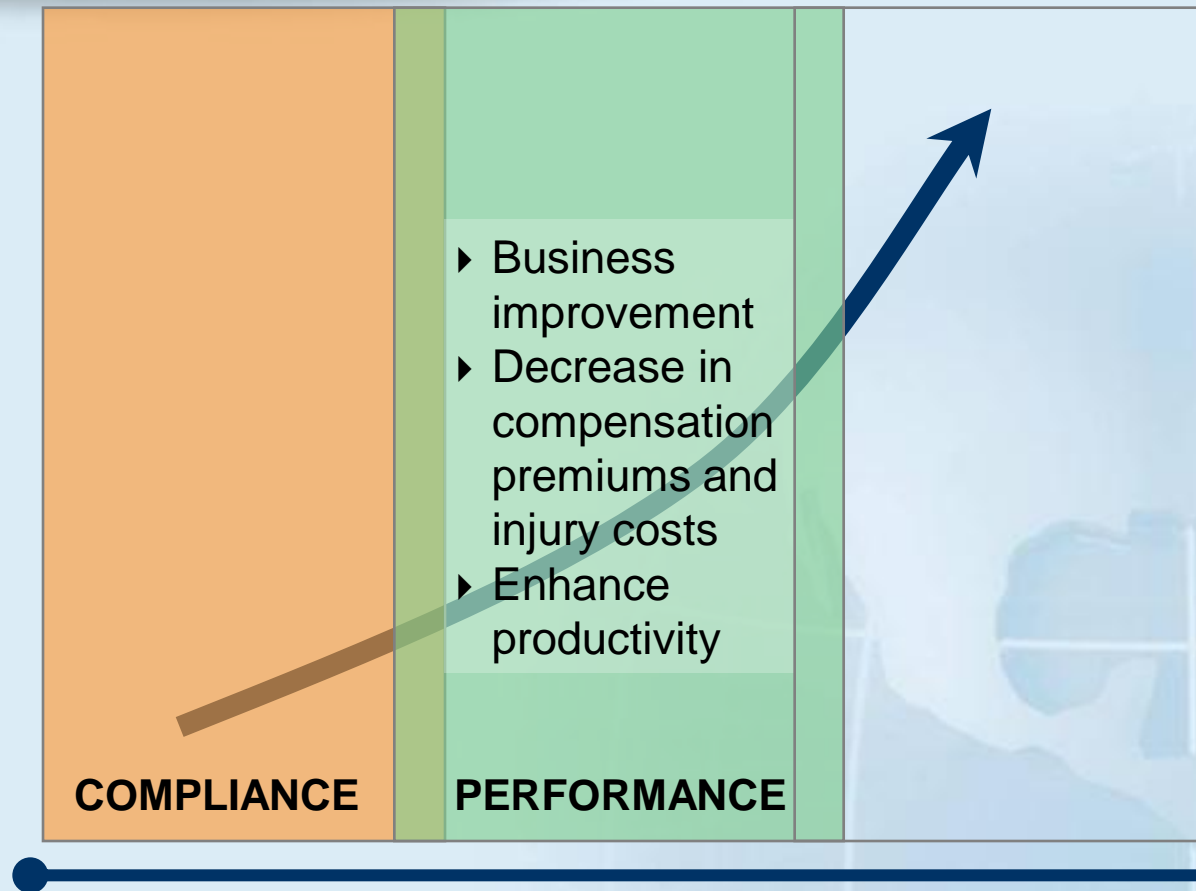 ‣ Business
improvement
‣ Decrease in
compensation
premiums and
injury costs
‣ Enhance
productivity
COMPLIANCE
PERFORMANCE